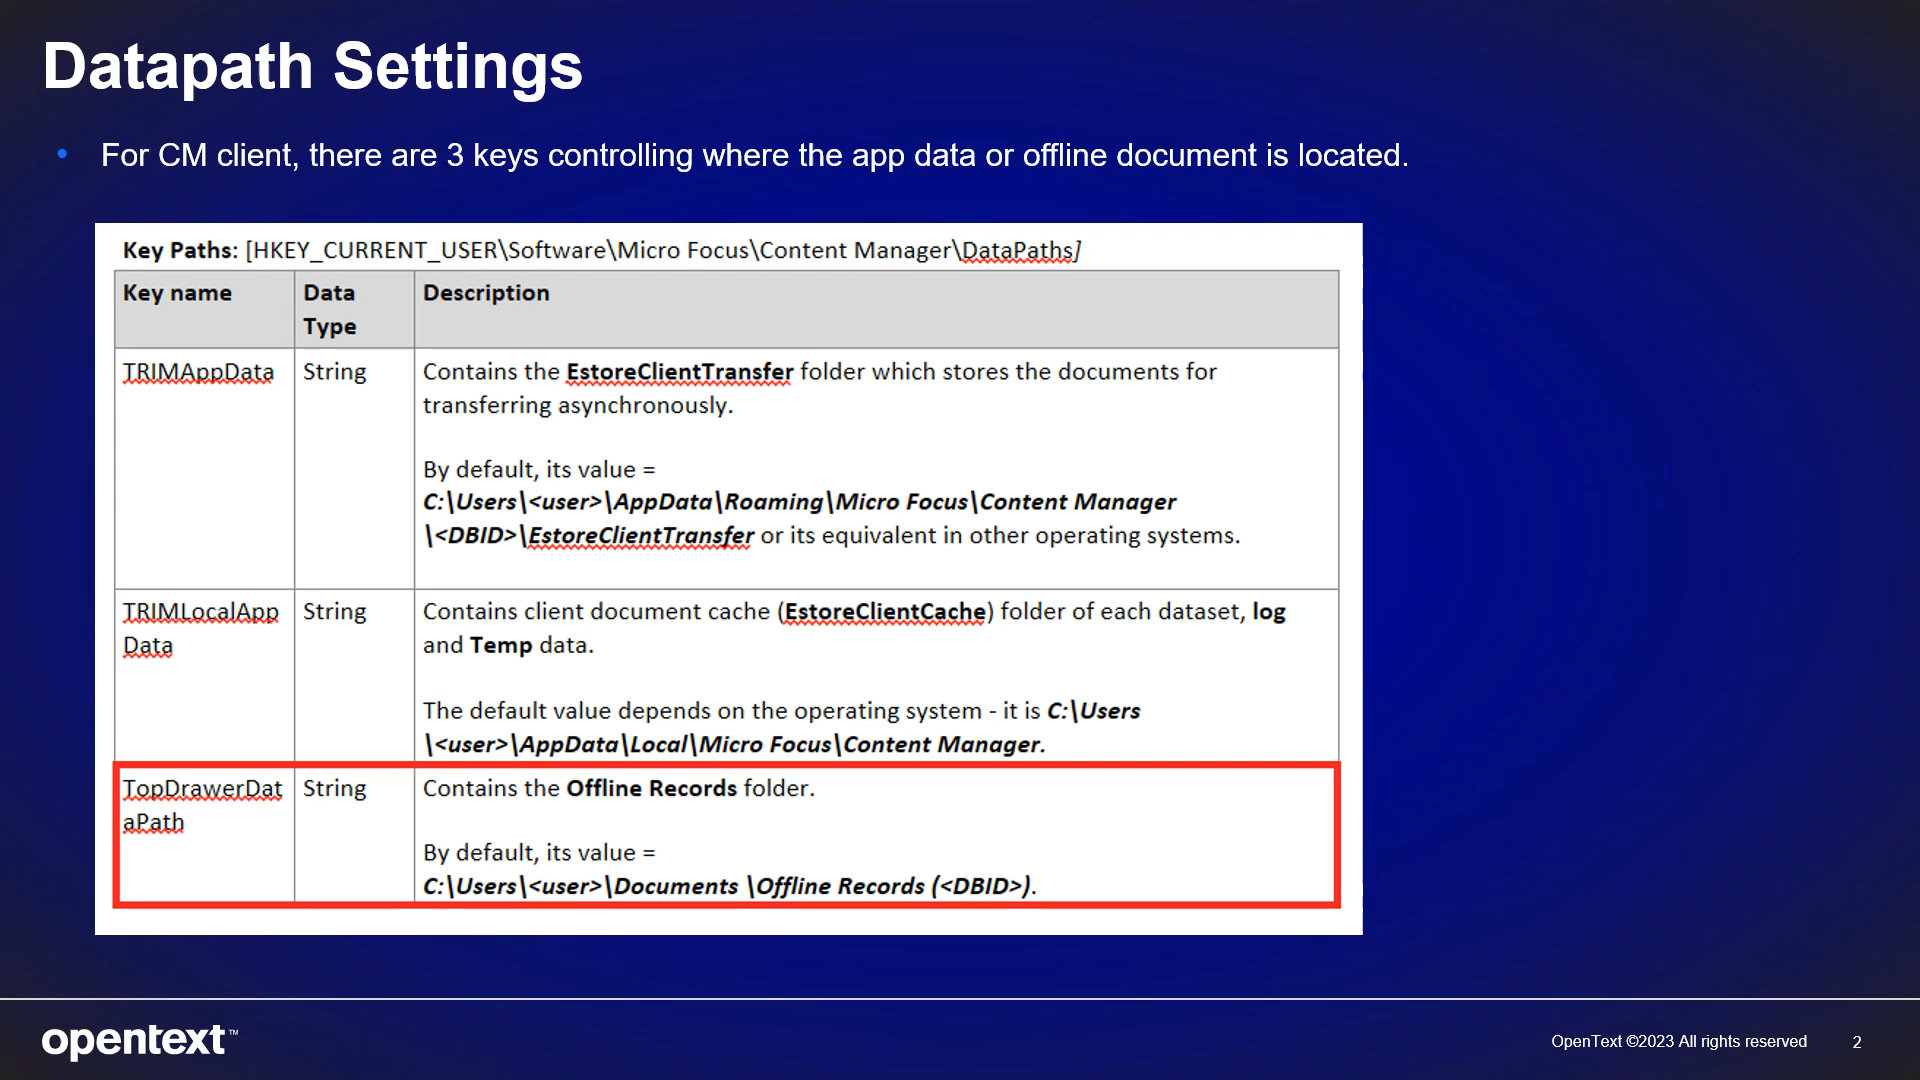 Datapath Settings
• For CM client, there are 3 keys controlling where the app data or offline document is located.
Key Paths: [HKEY_CURRENT_USER\Software\Micro Focus\Content Manager\DataPaths]
Key name
Data
Type
Description
TRIMAppData
String
Contains the EstoreClientTransfer folder which stores the documents for
transferring asynchronously.
By default, its value =
C:\Users\<user>\AppData\Roaming\Micro Focus\Content Manager
\<DBID>\EstoreClientTransfer or its equivalent in other operating systems.
TRIMLocalApp
Data
String
Contains client document cache (EstoreClientCache) folder of each dataset, log
and Temp data.
The default value depends on the operating system - it is C:\Users
\<user>\AppData\Local\Micro Focus\Content Manager.
TopDrawerDat
aPath
String
Contains the Offline Records folder.
By default, its value =
C:\Users\<user>\Documents \Offline Records (<DBID>).
opentext™
OpenText ©2023 All rights reserved
2